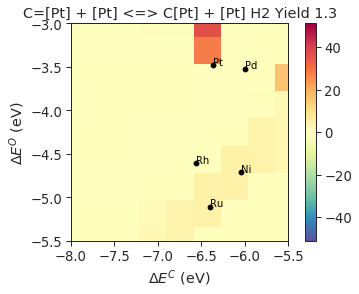 C=[Pt] + [Pt] <=> C[Pt] + [Pt] H2 Yield 1.3
−3.0
−3.5
−4.0
−4.5
−5.0
−5.5
ΔE^O (eV)
Pt
Pd
Rh
Ni
Ru
−8.0 −7.5 −7.0 −6.5 −6.0 −5.5
ΔE^C (eV)
40
20
0
−20
−40